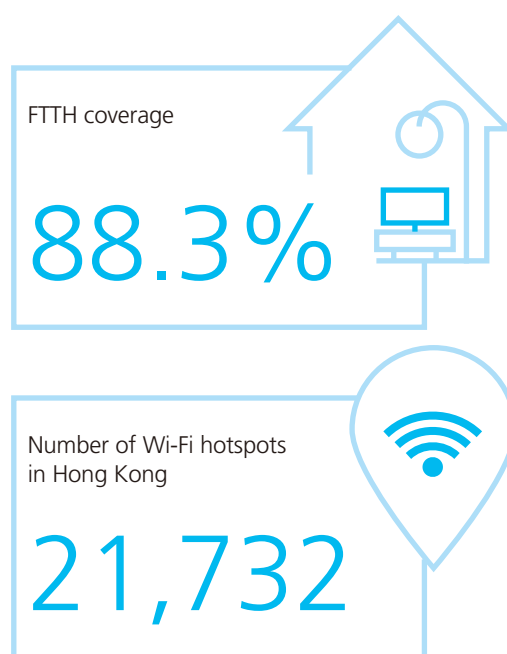 FTTH coverage
88.3%
Number of Wi-Fi hotspots
in Hong Kong
21,732